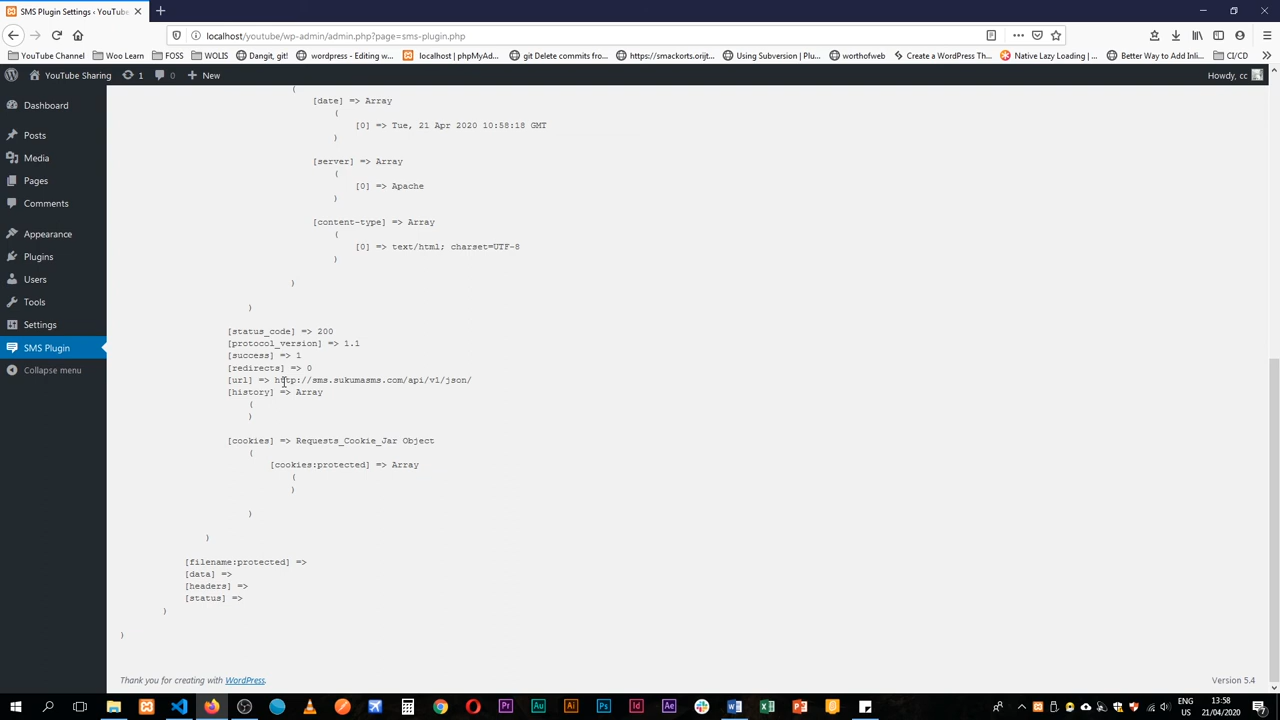 SMS Plugin Settings ‹ YouTube
localhost/youtube/wp-admin/admin.php?page=sms-plugin.php
YouTube Channel
Woo Learn
FOSS
WOLIS
Dangit, git!
wordpress - Editing w...
localhost | phpMyAd...
git Delete commits fro...
https://smackorts.orijt...
Using Subversion | Plu...
worthofweb
Create a WordPress Th...
Native Lazy Loading | ...
Better Way to Add Inli...
CI/CD
YouTube Sharing
1
0
New
Howdy, cc
Dashboard
Posts
Media
Pages
Comments
Appearance
Plugins
Users
Tools
Settings
SMS Plugin
Collapse menu
(
[date] => Array
(
[0] => Tue, 21 Apr 2020 10:58:18 GMT
)
[server] => Array
(
[0] => Apache
)
[content-type] => Array
(
[0] => text/html; charset=UTF-8
)
)
)
[status_code] => 200
[protocol_version] => 1.1
[success] => 1
[redirects] => 0
[url] => http://sms.sukumasms.com/api/v1/json/
[history] => Array
(
)
[cookies] => Requests_Cookie_Jar Object
(
[cookies:protected] => Array
(
)
)
)
[filename:protected] =>
[data] =>
[headers] =>
[status] =>
)
)
Thank you for creating with WordPress.
Version 5.4
ENG
US
13:58
21/04/2020